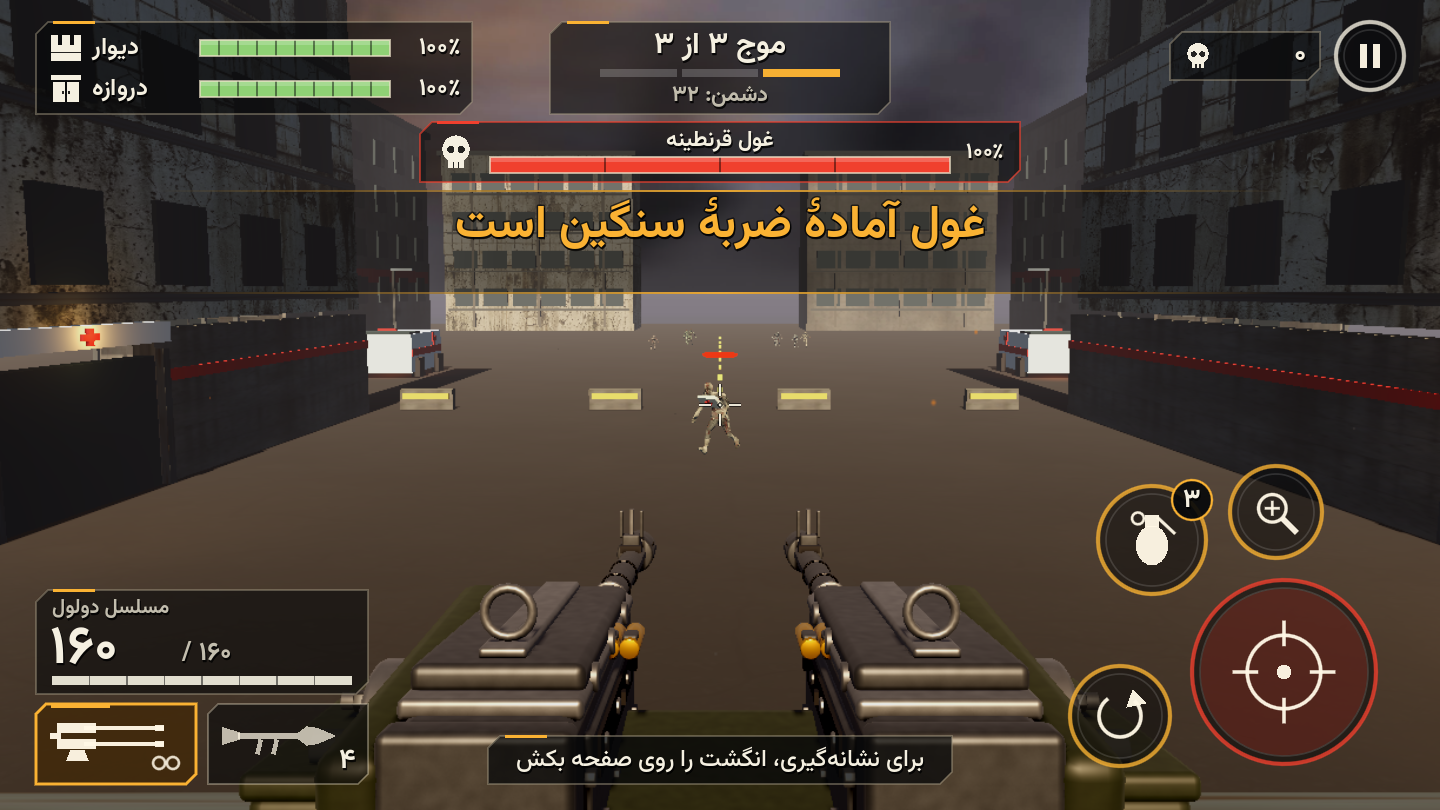 دیوار ۱۰۰٪
دروازه ۱۰۰٪
موج ۳ از ۳
دشمن: ۳۲
۰
غول قرنطینه
۱۰۰٪
غول آمادهٔ ضربهٔ سنگین است
۳
مسلسل دولول
۱۶۰ / ۱۶۰
∞
۴
برای نشانه‌گیری، انگشت را روی صفحه بکش